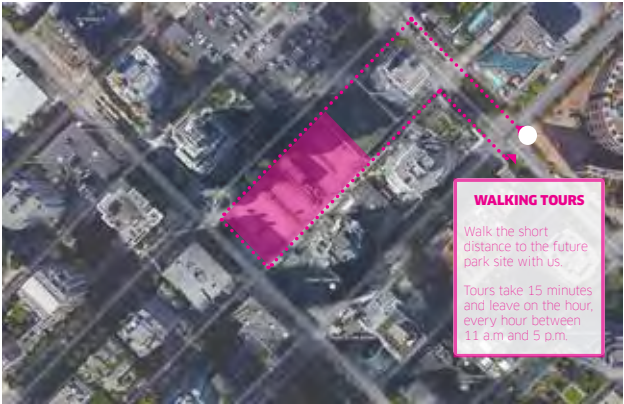 WALKING TOURS
Walk the short
distance to the future
park site with us.
Tours take 15 minutes
and leave on the hour,
every hour between
11 a.m and 5 p.m.